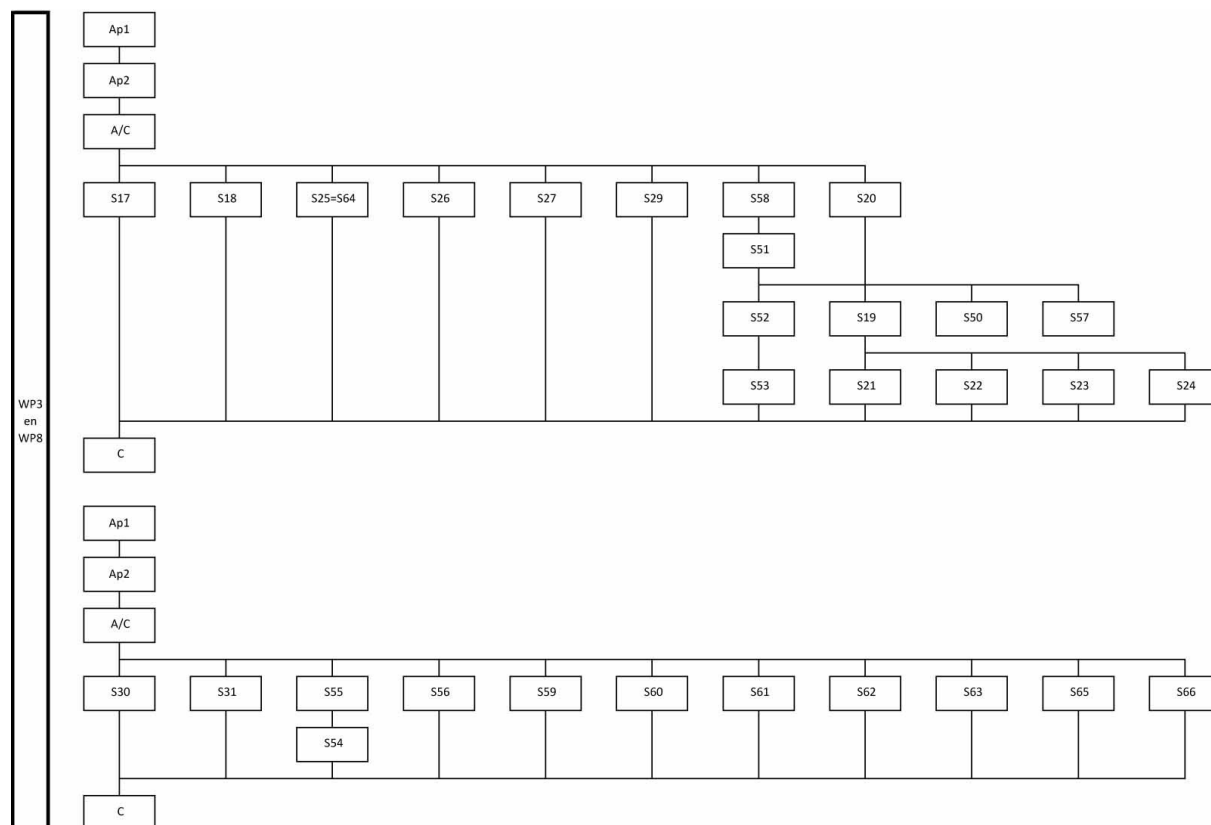 Ap1
Ap2
A/C
S17 S18 S25=S64 S26 S27 S29 S58 S20
S51
S52 S19 S50 S57
S53 S21 S22 S23 S24
WP3
en
WP8
C
Ap1
Ap2
A/C
S30 S31 S55 S56 S59 S60 S61 S62 S63 S65 S66
S54
C